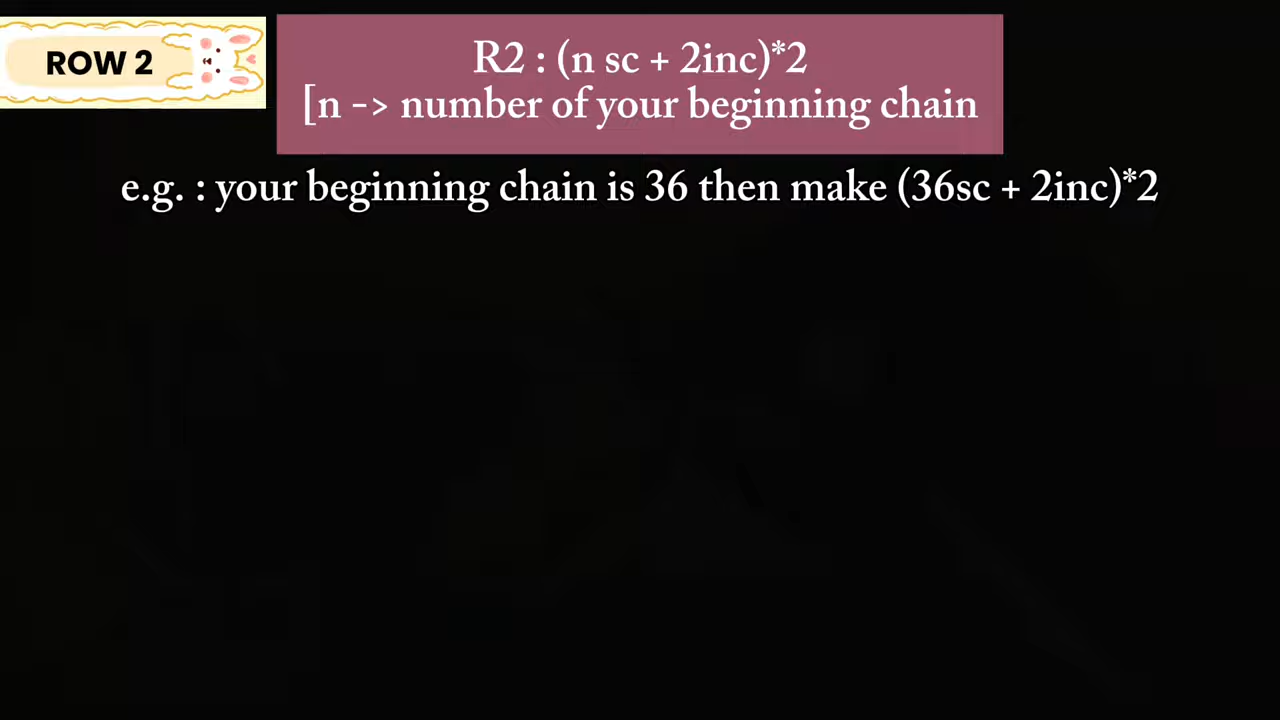 ROW 2
R2 : (n sc + 2inc)*2
[n -> number of your beginning chain
e.g. : your beginning chain is 36 then make (36sc + 2inc)*2